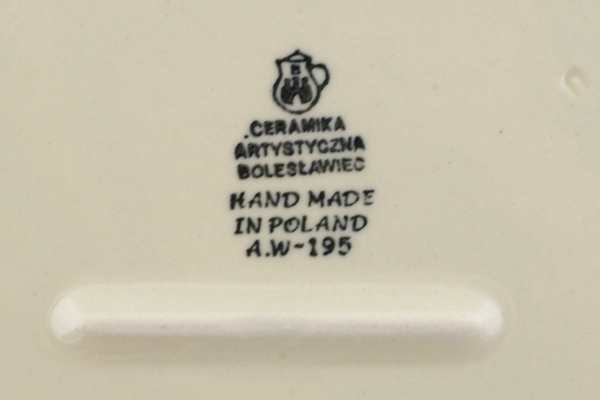 B
.CERAMIKA
ARTYSTYCZNA
BOLESŁAWIEC
HAND MADE
IN POLAND
A.W-195